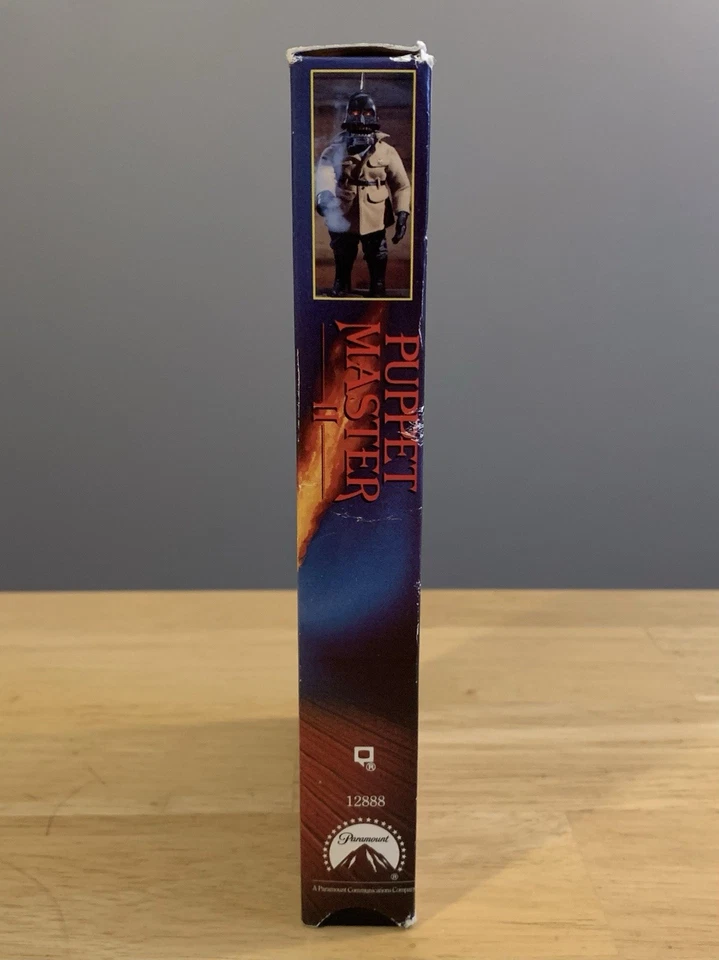 PUPPET
MASTER
II
®
12888
Paramount
®
A Paramount Communications Company